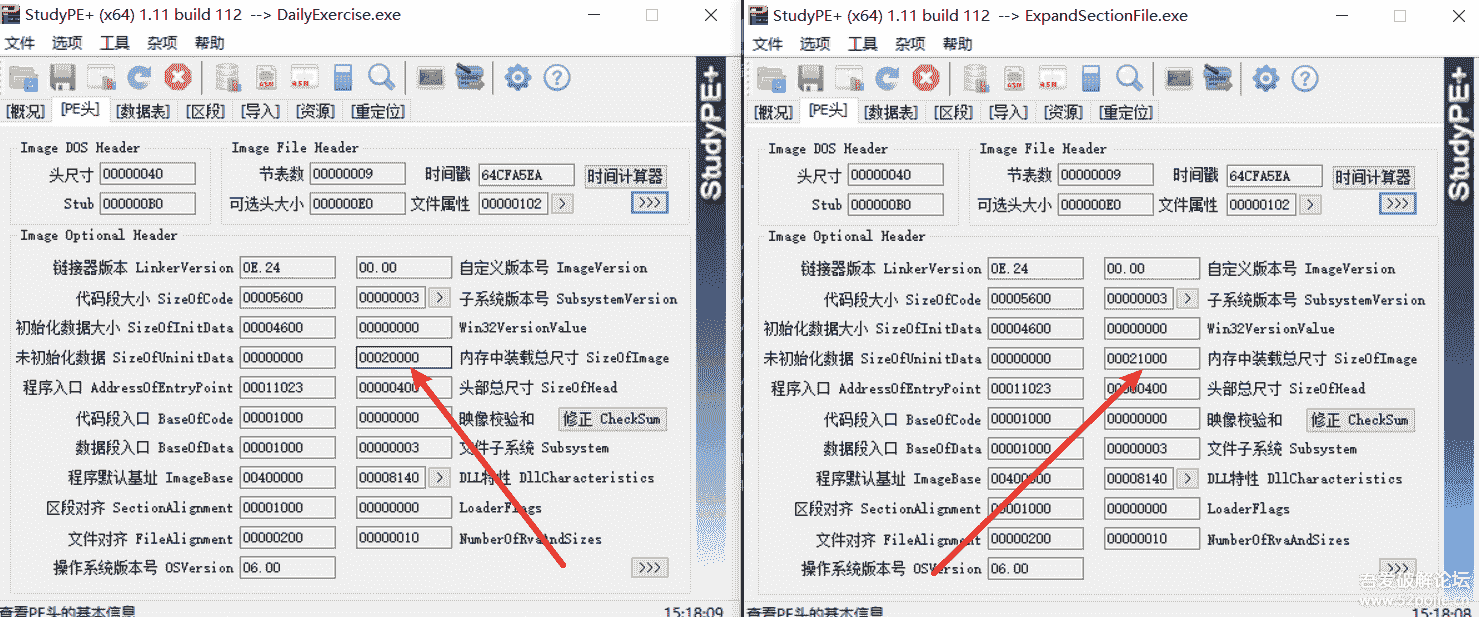 StudyPE+ (x64) 1.11 build 112 --> DailyExercise.exe
文件 选项 工具 杂项 帮助
[概况] [PE头] [数据表] [区段] [导入] [资源] [重定位]
Image DOS Header
头尺寸 00000040
Stub 000000B0
Image File Header
节表数 00000009 时间戳 64CFA5EA 时间计算器
可选头大小 000000E0 文件属性 00000102 > >>>
Image Optional Header
链接器版本 LinkerVersion 0E.24 00.00 自定义版本号 ImageVersion
代码段大小 SizeOfCode 00005600 00000003 > 子系统版本号 SubsystemVersion
初始化数据大小 SizeOfInitData 00004600 00000000 Win32VersionValue
未初始化数据 SizeOfUninitData 00000000 00020000 内存中装载总尺寸 SizeOfImage
程序入口 AddressOfEntryPoint 00011023 00000400 头部总尺寸 SizeOfHead
代码段入口 BaseOfCode 00001000 00000000 映像校验和 修正 CheckSum
数据段入口 BaseOfData 00001000 00000003 文件子系统 Subsystem
程序默认基址 ImageBase 00400000 00008140 > DLL特性 DllCharacteristics
区段对齐 SectionAlignment 00001000 00000000 LoaderFlags
文件对齐 FileAlignment 00000200 00000010 NumberOfRvaAndSizes
操作系统版本号 OSVersion 06.00 >>>
查看PE头的基本信息 15:18:09
StudyPE+
StudyPE+ (x64) 1.11 build 112 --> ExpandSectionFile.exe
文件 选项 工具 杂项 帮助
[概况] [PE头] [数据表] [区段] [导入] [资源] [重定位]
Image DOS Header
头尺寸 00000040
Stub 000000B0
Image File Header
节表数 00000009 时间戳 64CFA5EA 时间计算器
可选头大小 000000E0 文件属性 00000102 > >>>
Image Optional Header
链接器版本 LinkerVersion 0E.24 00.00 自定义版本号 ImageVersion
代码段大小 SizeOfCode 00005600 00000003 > 子系统版本号 SubsystemVersion
初始化数据大小 SizeOfInitData 00004600 00000000 Win32VersionValue
未初始化数据 SizeOfUninitData 00000000 00021000 内存中装载总尺寸 SizeOfImage
程序入口 AddressOfEntryPoint 00011023 00000400 头部总尺寸 SizeOfHead
代码段入口 BaseOfCode 00001000 00000000 映像校验和 修正 CheckSum
数据段入口 BaseOfData 00001000 00000003 文件子系统 Subsystem
程序默认基址 ImageBase 00400000 00008140 > DLL特性 DllCharacteristics
区段对齐 SectionAlignment 00001000 00000000 LoaderFlags
文件对齐 FileAlignment 00000200 00000010 NumberOfRvaAndSizes
操作系统版本号 OSVersion 06.00 >>>
查看PE头的基本信息 15:18:08
StudyPE+
吾爱破解论坛
www.52pojie.cn